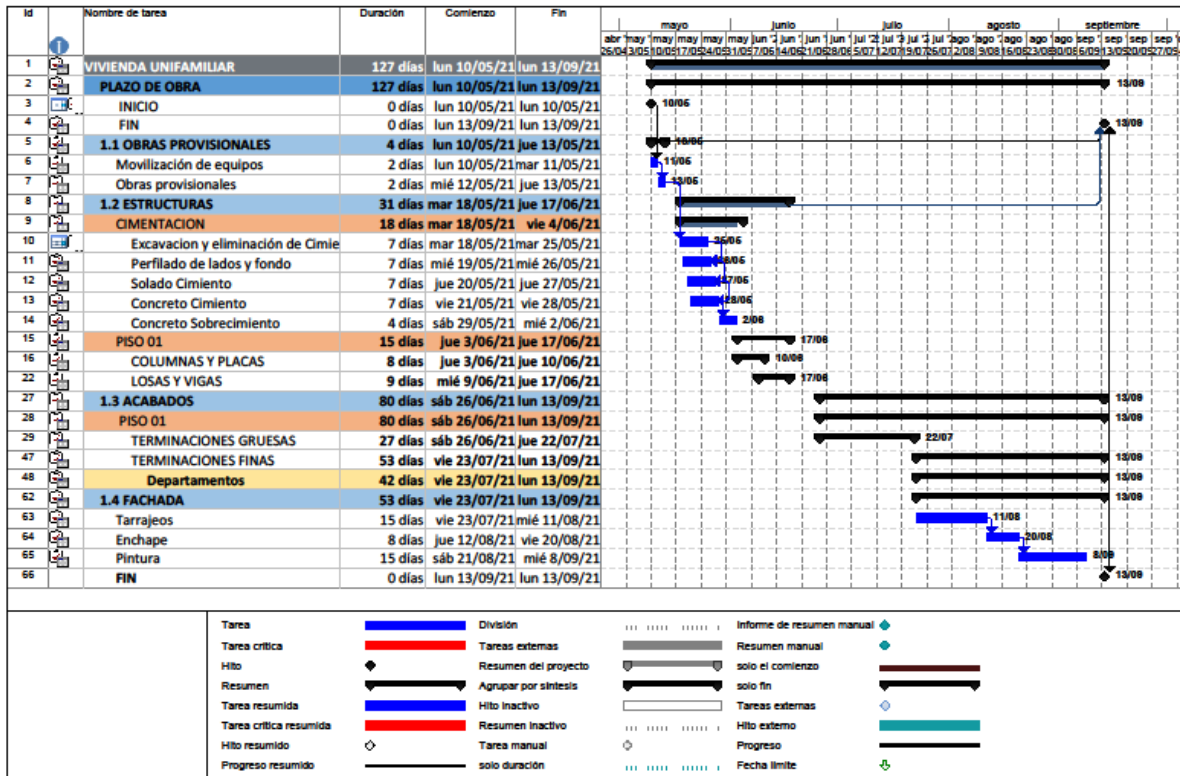 Id Nombre de tarea Duración Comienzo Fin
mayo junio julio agosto septiembre
1 VIVIENDA UNIFAMILIAR 127 días lun 10/05/21 lun 13/09/21
2 PLAZO DE OBRA 127 días lun 10/05/21 lun 13/09/21 13/09
3 INICIO 0 días lun 10/05/21 lun 10/05/21 10/05
4 FIN 0 días lun 13/09/21 lun 13/09/21 13/09
5 1.1 OBRAS PROVISIONALES 4 días lun 10/05/21 jue 13/05/21
6 Movilización de equipos 2 días lun 10/05/21 mar 11/05/21 11/05
7 Obras provisionales 2 días mié 12/05/21 jue 13/05/21 13/05
8 1.2 ESTRUCTURAS 31 días mar 18/05/21 jue 17/06/21
9 CIMENTACION 18 días mar 18/05/21 vie 4/06/21
10 Excavacion y eliminación de Cimie 7 días mar 18/05/21 mar 25/05/21 25/05
11 Perfilado de lados y fondo 7 días mié 19/05/21 mié 26/05/21 26/05
12 Solado Cimiento 7 días jue 20/05/21 jue 27/05/21 27/05
13 Concreto Cimiento 7 días vie 21/05/21 vie 28/05/21 28/05
14 Concreto Sobrecimiento 4 días sáb 29/05/21 mié 2/06/21 2/06
15 PISO 01 15 días jue 3/06/21 jue 17/06/21 17/06
16 COLUMNAS Y PLACAS 8 días jue 3/06/21 jue 10/06/21 10/06
22 LOSAS Y VIGAS 9 días mié 9/06/21 jue 17/06/21 17/06
27 1.3 ACABADOS 80 días sáb 26/06/21 lun 13/09/21 13/09
28 PISO 01 80 días sáb 26/06/21 lun 13/09/21 13/09
29 TERMINACIONES GRUESAS 27 días sáb 26/06/21 jue 22/07/21 22/07
47 TERMINACIONES FINAS 53 días vie 23/07/21 lun 13/09/21 13/09
48 Departamentos 42 días vie 23/07/21 lun 13/09/21 13/09
62 1.4 FACHADA 53 días vie 23/07/21 lun 13/09/21 13/09
63 Tarrajeos 15 días vie 23/07/21 mié 11/08/21 11/08
64 Enchape 8 días jue 12/08/21 vie 20/08/21 20/08
65 Pintura 15 días sáb 21/08/21 mié 8/09/21 8/09
66 FIN 0 días lun 13/09/21 lun 13/09/21 13/09
Tarea División Informe de resumen manual
Tarea crítica Tareas externas Resumen manual
Hito Resumen del proyecto solo el comienzo
Resumen Agrupar por síntesis solo fin
Tarea resumida Hito inactivo Tareas externas
Tarea crítica resumida Resumen inactivo Hito externo
Hito resumido Tarea manual Progreso
Progreso resumido solo duración Fecha límite